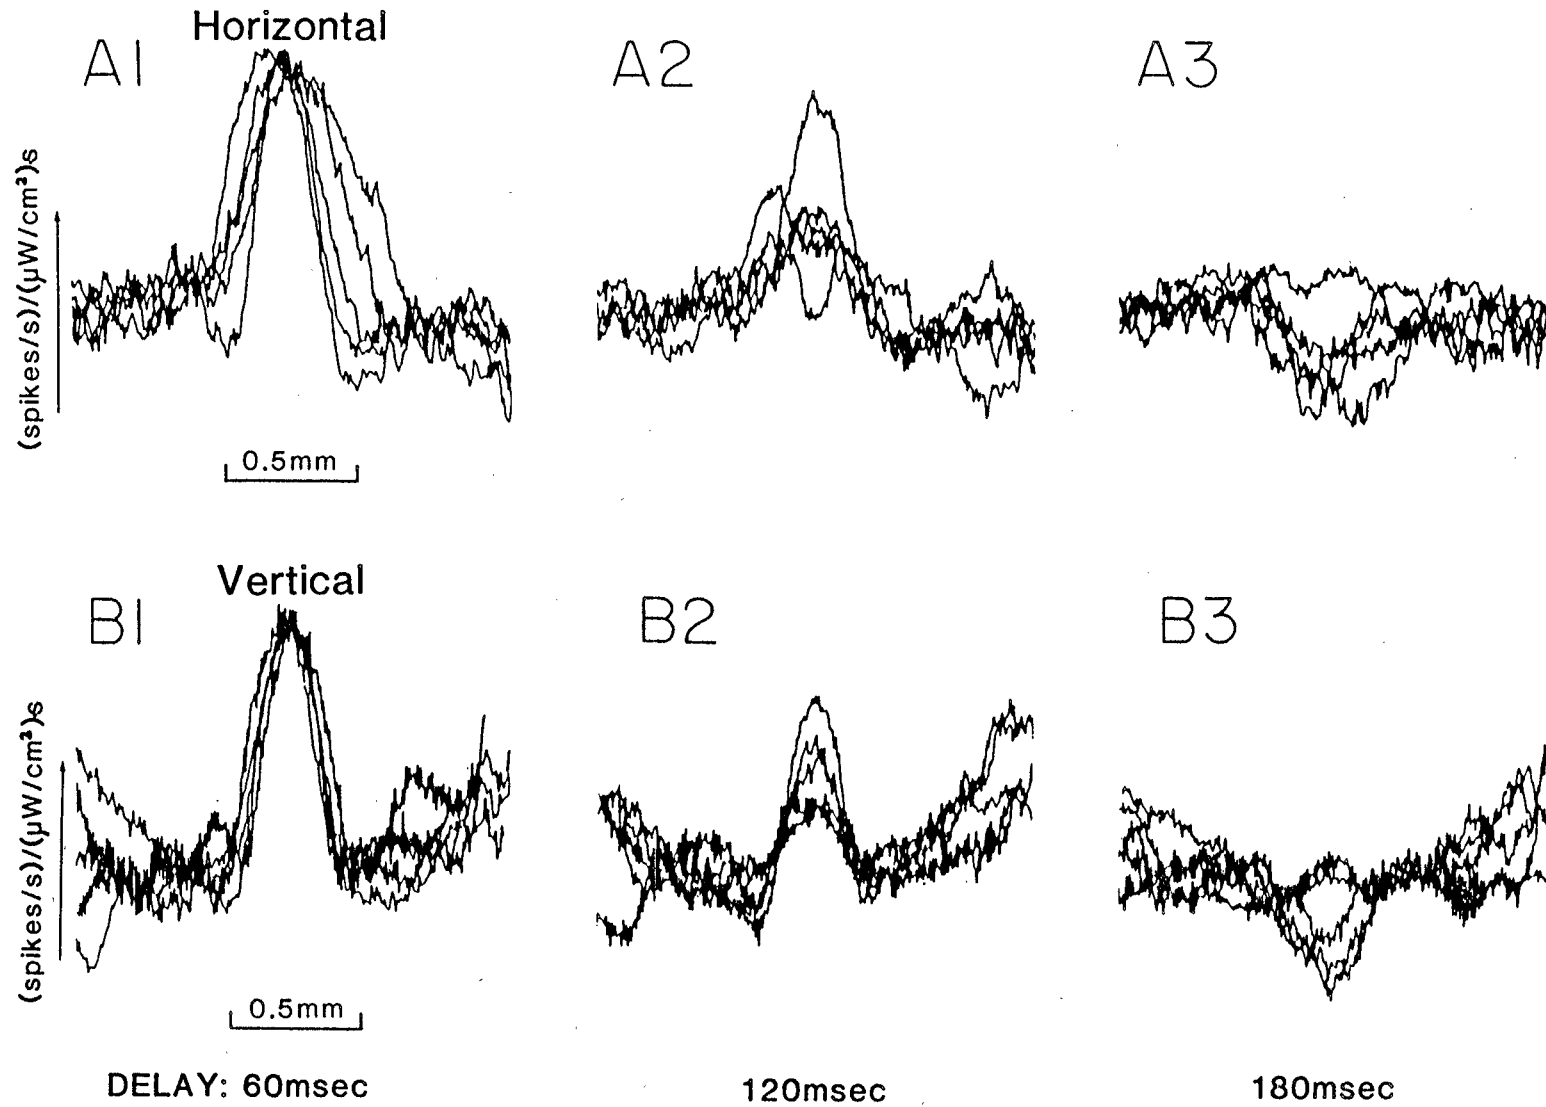 Horizontal
A1
A2
A3
(spikes/s)/(µW/cm²)·s
0.5mm
Vertical
B1
B2
B3
(spikes/s)/(µW/cm²)·s
0.5mm
DELAY: 60msec
120msec
180msec